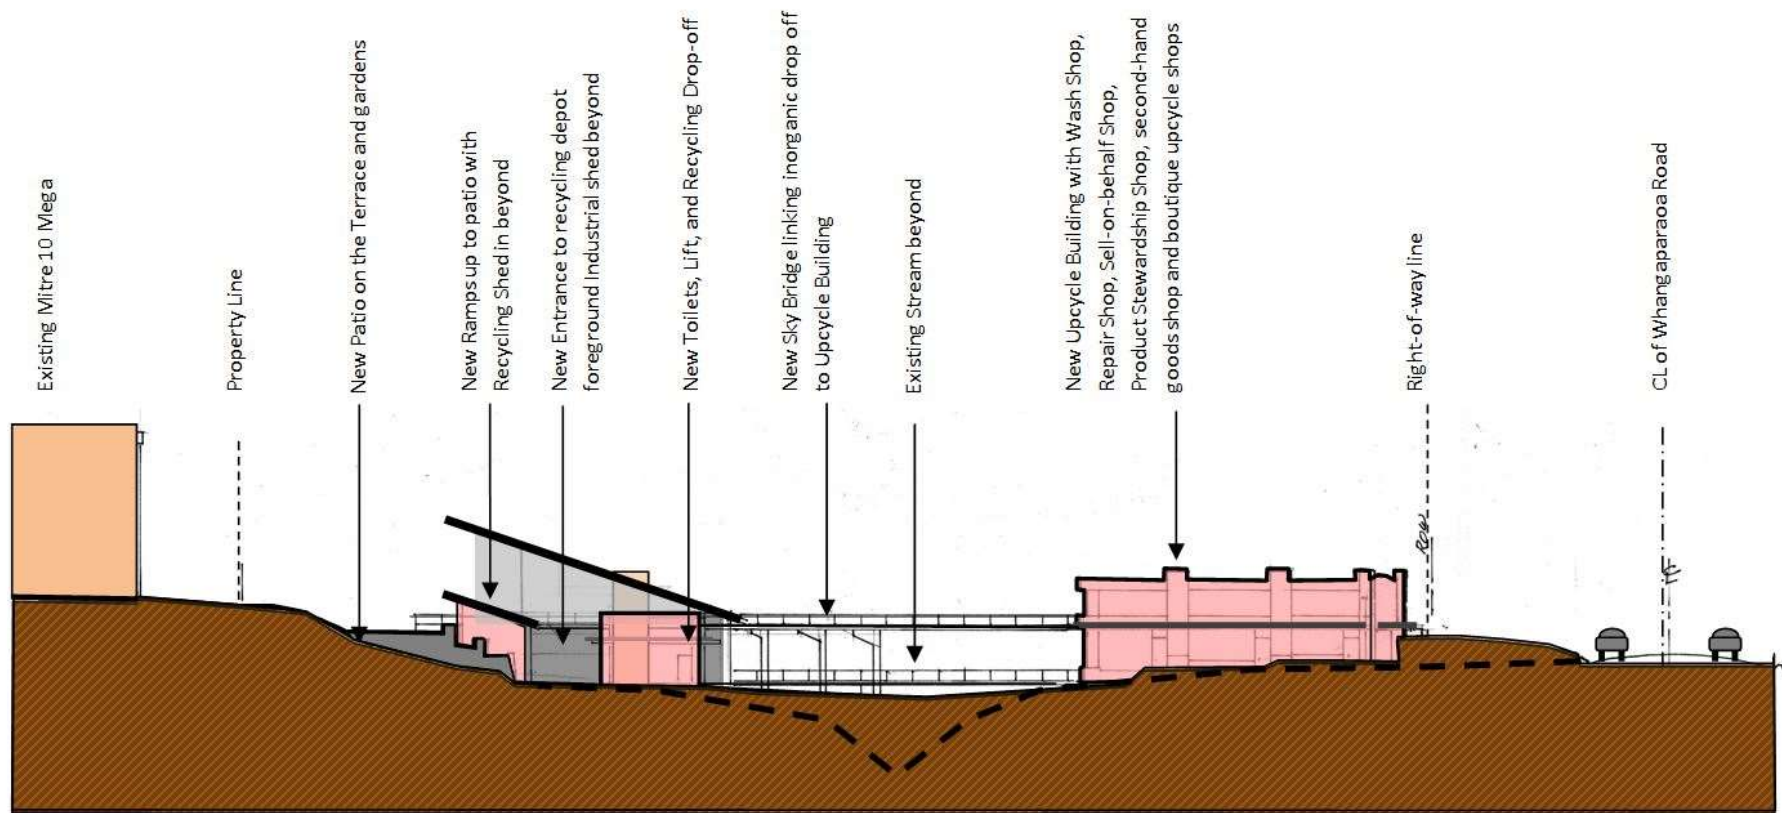 Existing Mitre 10 Mega
Property Line
New Patio on the Terrace and gardens
New Ramps up to patio with
Recycling Shed in beyond
New Entrance to recycling depot
foreground Industrial shed beyond
New Toilets, Lift, and Recycling Drop-off
New Sky Bridge linking inorganic drop off
to Upcycle Building
Existing Stream beyond
New Upcycle Building with Wash Shop,
Repair Shop, Sell-on-behalf Shop,
Product Stewardship Shop, second-hand
goods shop and boutique upcycle shops
Right-of-way line
CL of Whangaparaoa Road
ROW